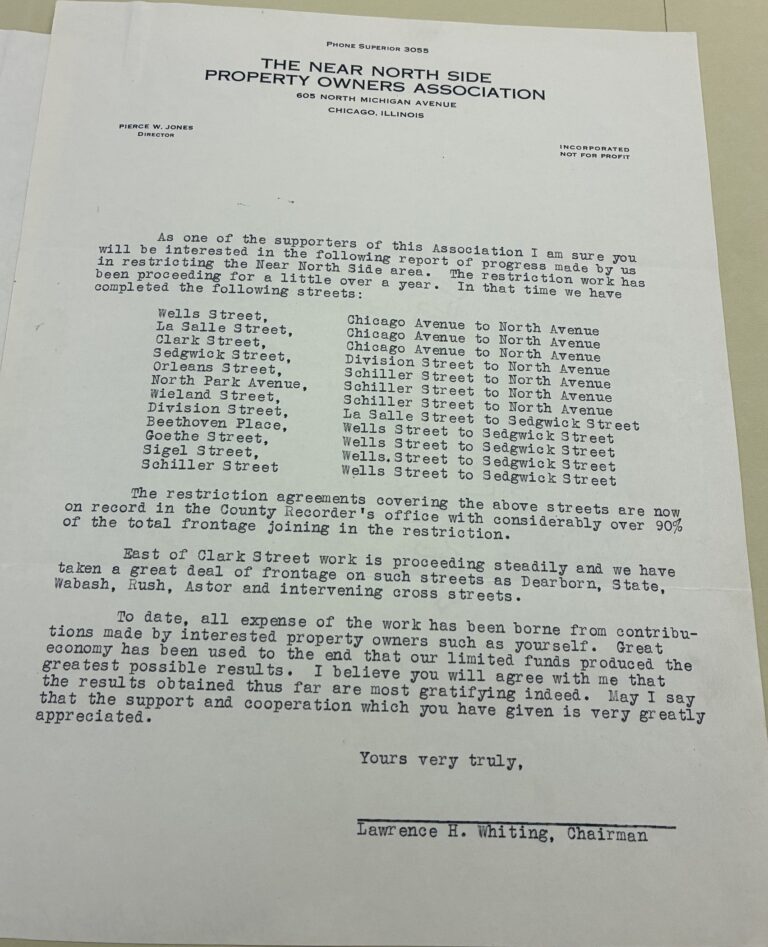 PHONE SUPERIOR 3055
THE NEAR NORTH SIDE
PROPERTY OWNERS ASSOCIATION
605 NORTH MICHIGAN AVENUE
CHICAGO, ILLINOIS
PIERCE W. JONES
DIRECTOR
INCORPORATED
NOT FOR PROFIT
As one of the supporters of this Association I am sure you
will be interested in the following report of progress made by us
in restricting the Near North Side area. The restriction work has
been proceeding for a little over a year. In that time we have
completed the following streets:
Wells Street, Chicago Avenue to North Avenue
La Salle Street, Chicago Avenue to North Avenue
Clark Street, Chicago Avenue to North Avenue
Sedgwick Street, Division Street to North Avenue
Orleans Street, Schiller Street to North Avenue
North Park Avenue, Schiller Street to North Avenue
Wieland Street, Schiller Street to North Avenue
Division Street, La Salle Street to Sedgwick Street
Beethoven Place, Wells Street to Sedgwick Street
Goethe Street, Wells Street to Sedgwick Street
Sigel Street, Wells.Street to Sedgwick Street
Schiller Street Wells Street to Sedgwick Street
The restriction agreements covering the above streets are now
on record in the County Recorder's office with considerably over 90%
of the total frontage joining in the restriction.
East of Clark Street work is proceeding steadily and we have
taken a great deal of frontage on such streets as Dearborn, State,
Wabash, Rush, Astor and intervening cross streets.
To date, all expense of the work has been borne from contribu-
tions made by interested property owners such as yourself. Great
economy has been used to the end that our limited funds produced the
greatest possible results. I believe you will agree with me that
the results obtained thus far are most gratifying indeed. May I say
that the support and cooperation which you have given is very greatly
appreciated.
Yours very truly,
Lawrence H. Whiting, Chairman